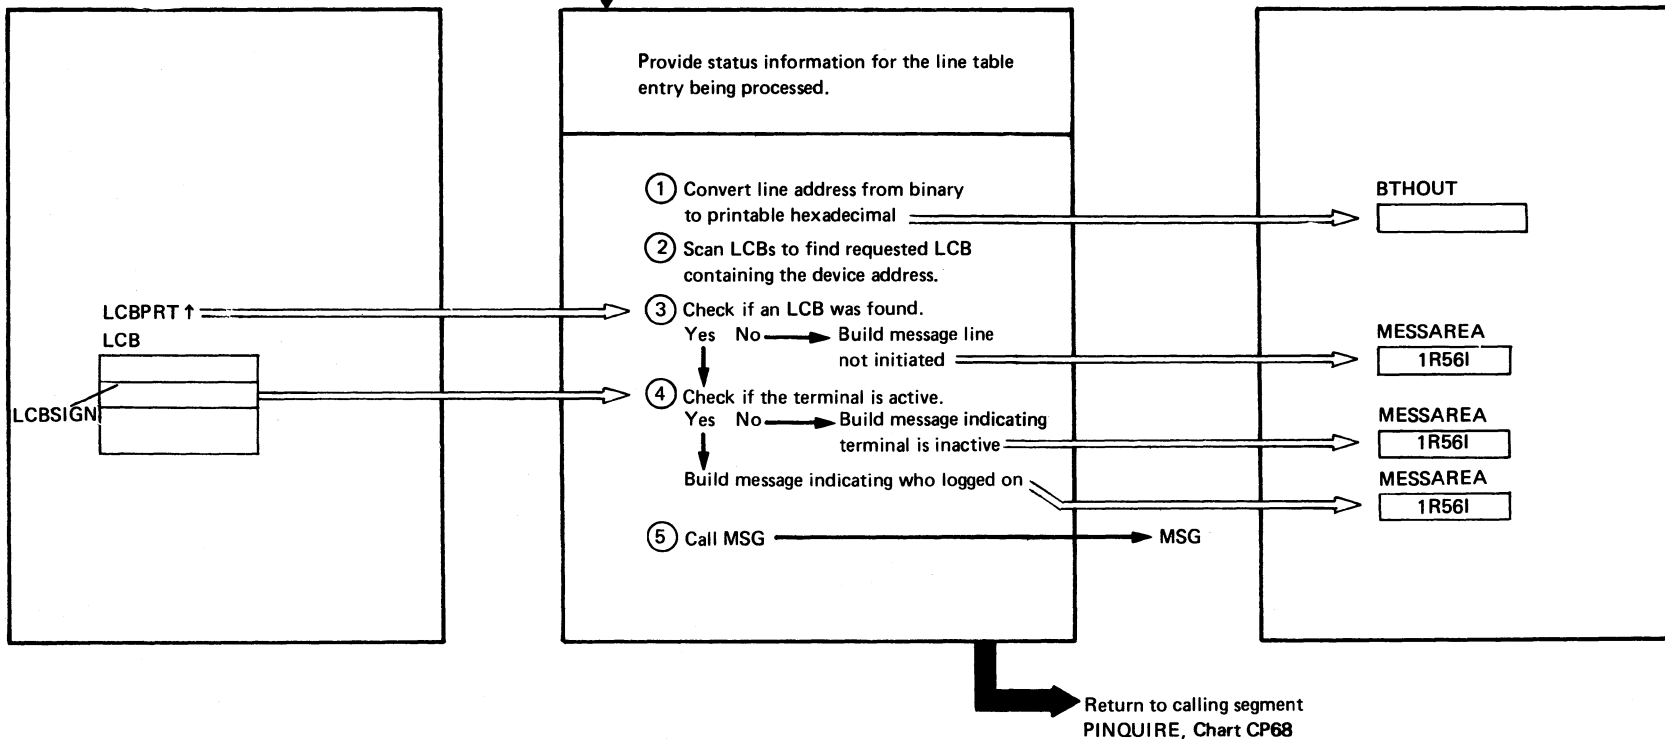 Provide status information for the line table
entry being processed.
1 Convert line address from binary
to printable hexadecimal
BTHOUT
2 Scan LCBs to find requested LCB
containing the device address.
LCBPRT ↑
3 Check if an LCB was found.
Yes No Build message line
not initiated
MESSAREA
1R56I
LCB
LCBSIGN
4 Check if the terminal is active.
Yes No Build message indicating
terminal is inactive
MESSAREA
1R56I
Build message indicating who logged on
MESSAREA
1R56I
5 Call MSG
MSG
Return to calling segment
PINQUIRE, Chart CP68